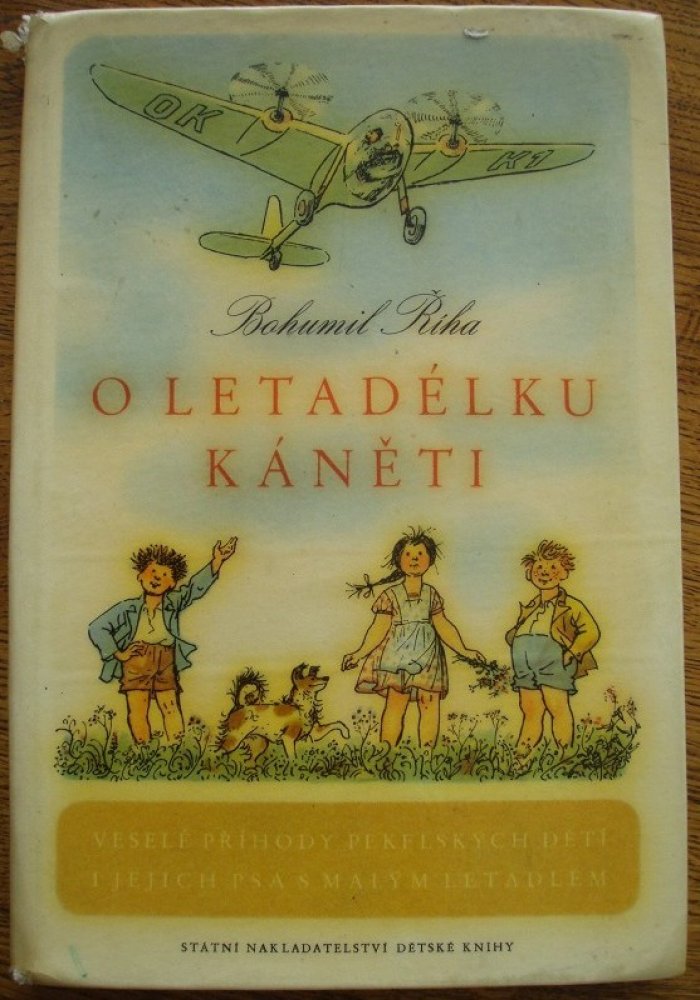 OK
K1
Bohumil Říha
O LETADÉLKU
KÁNĚTI
VESELÉ PŘÍHODY PEKELSKÝCH DĚTÍ
I JEJICH PSA S MALÝM LETADLEM
STÁTNÍ NAKLADATELSTVÍ DĚTSKÉ KNIHY